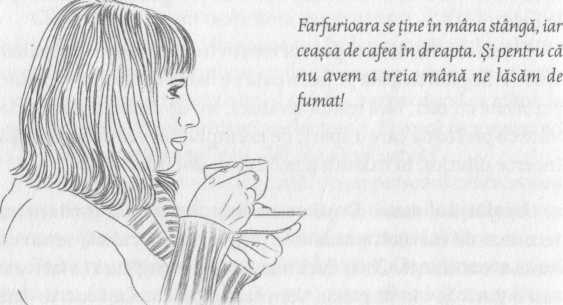 Farfurioara se ține în mâna stângă, iar
ceașca de cafea în dreapta. Și pentru că
nu avem a treia mână ne lăsăm de
fumat!